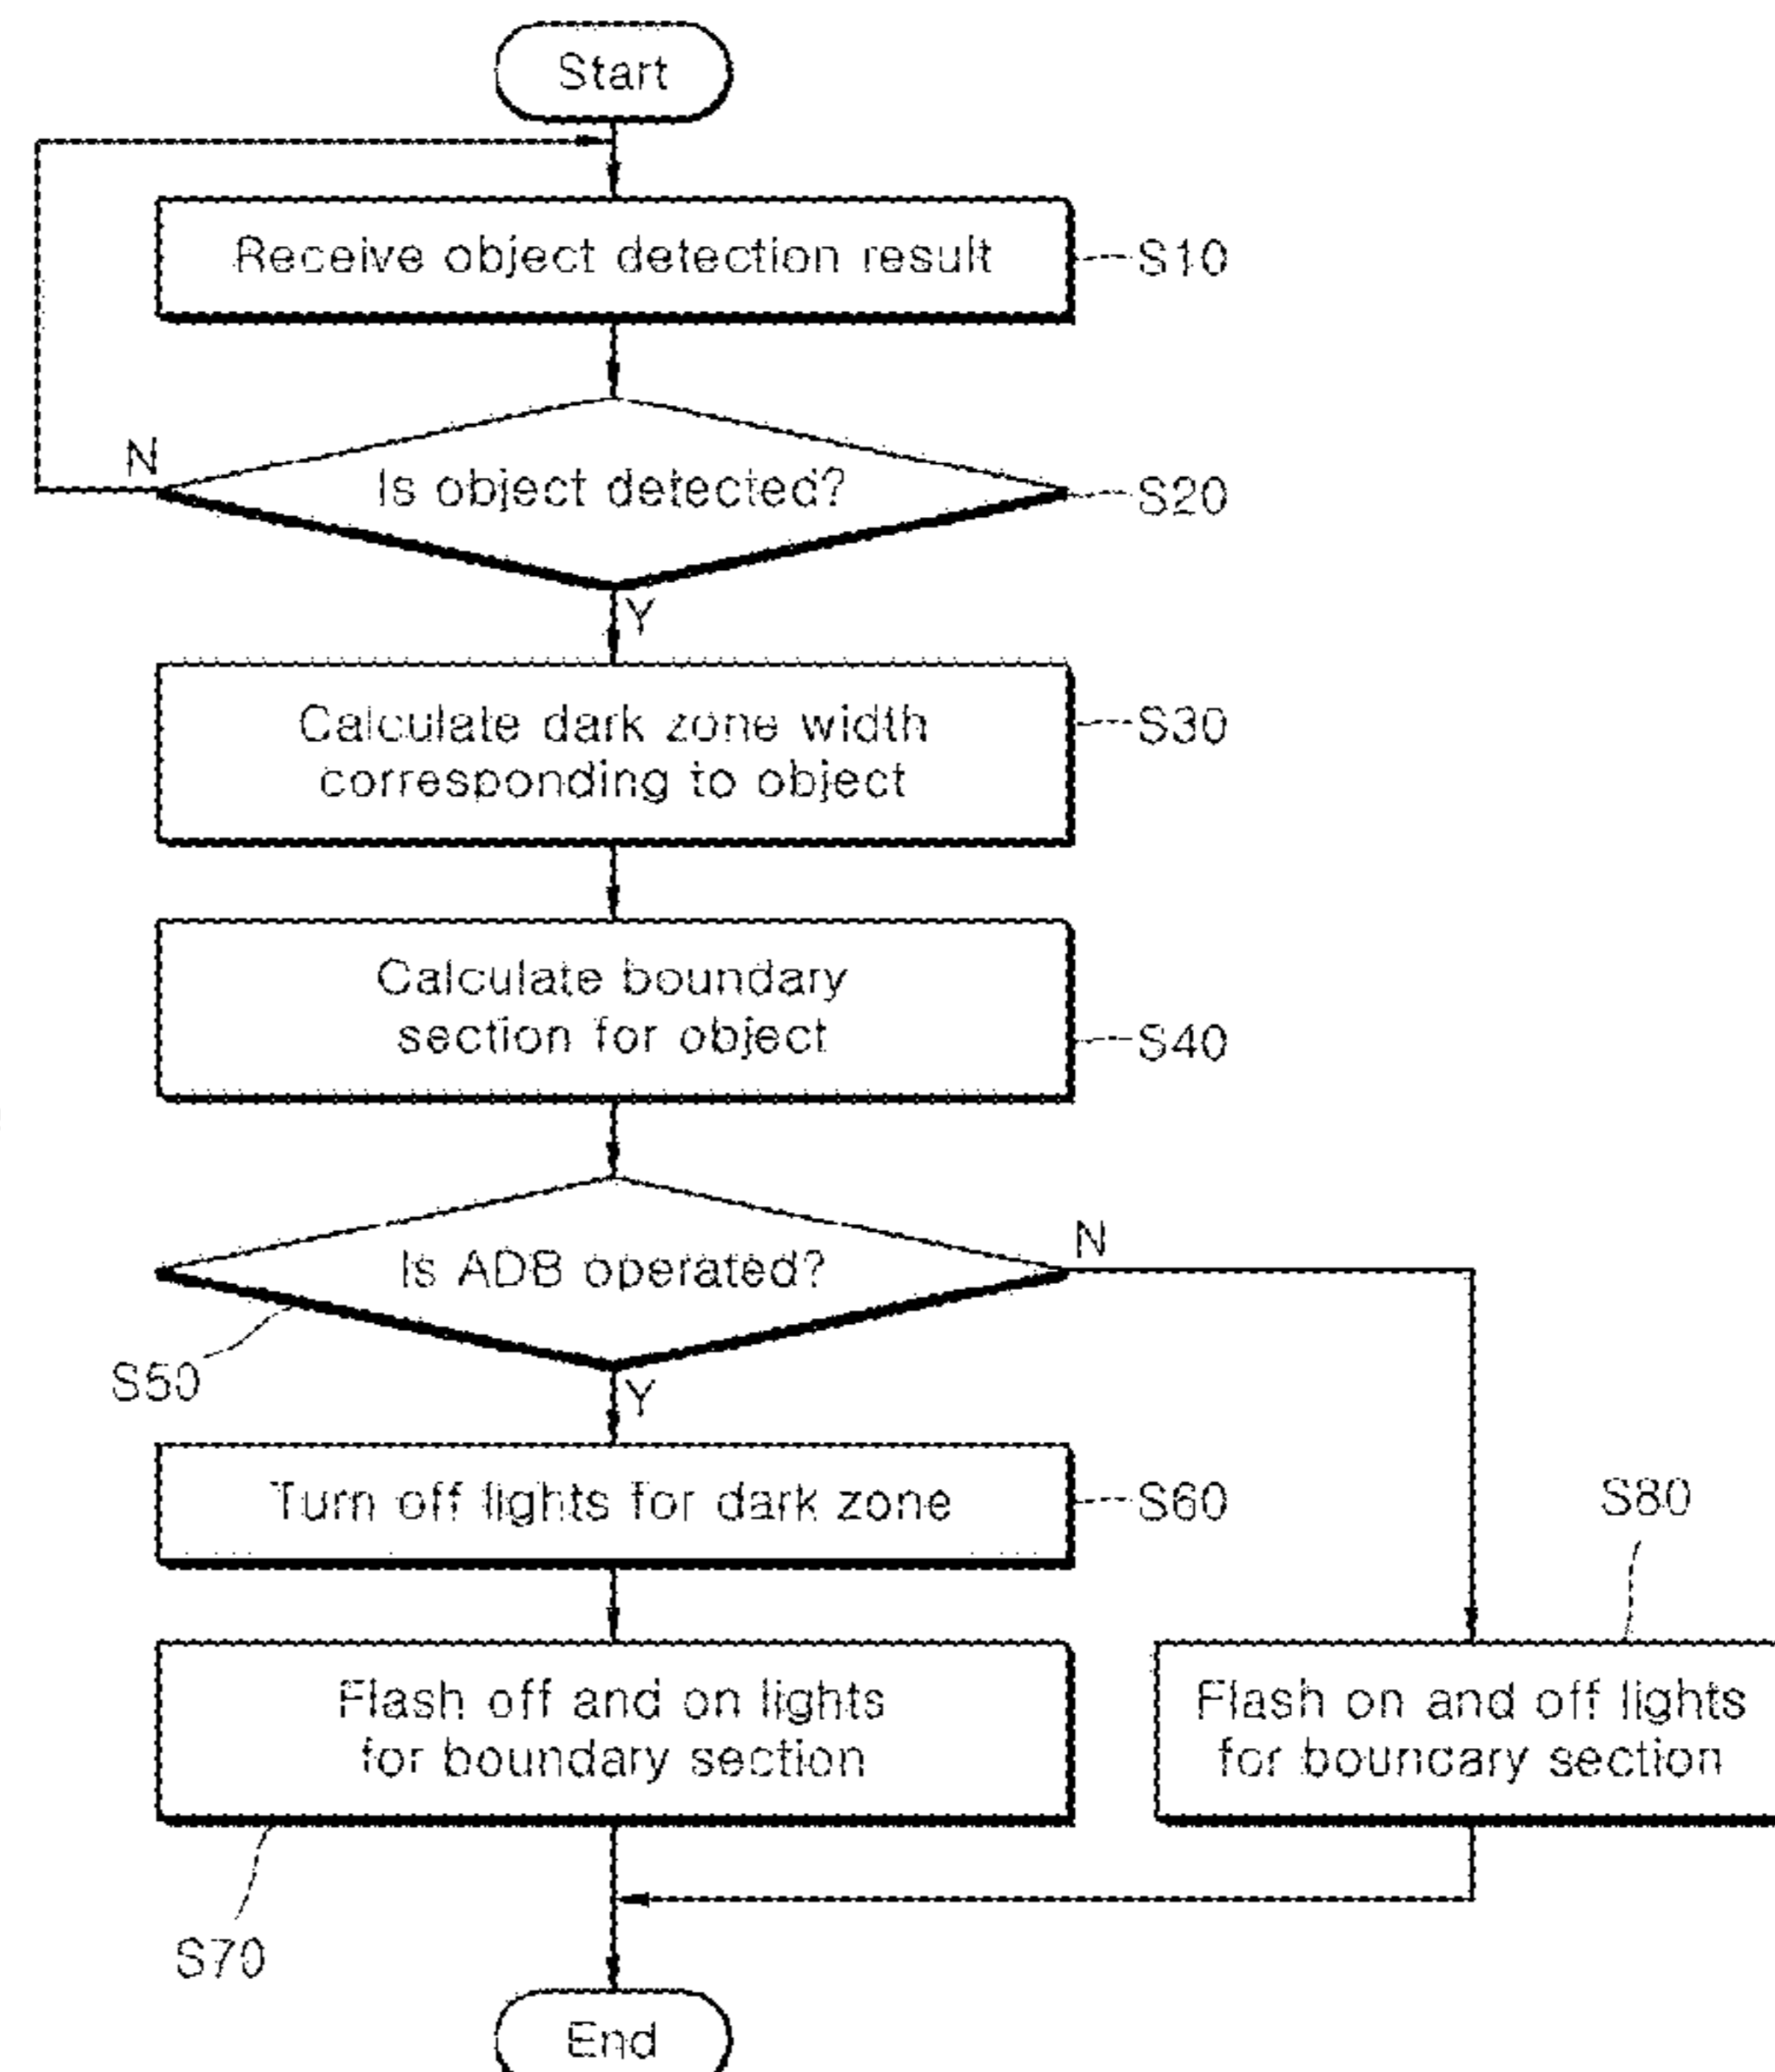 Start
Receive object detection result
S10
N
Is object detected?
S20
Y
Calculate dark zone width
corresponding to object
S30
Calculate boundary
section for object
S40
Is ADB operated?
N
S50
Y
Turn off lights for dark zone
S60
S80
Flash off and on lights
for boundary section
Flash on and off lights
for boundary section
S70
End